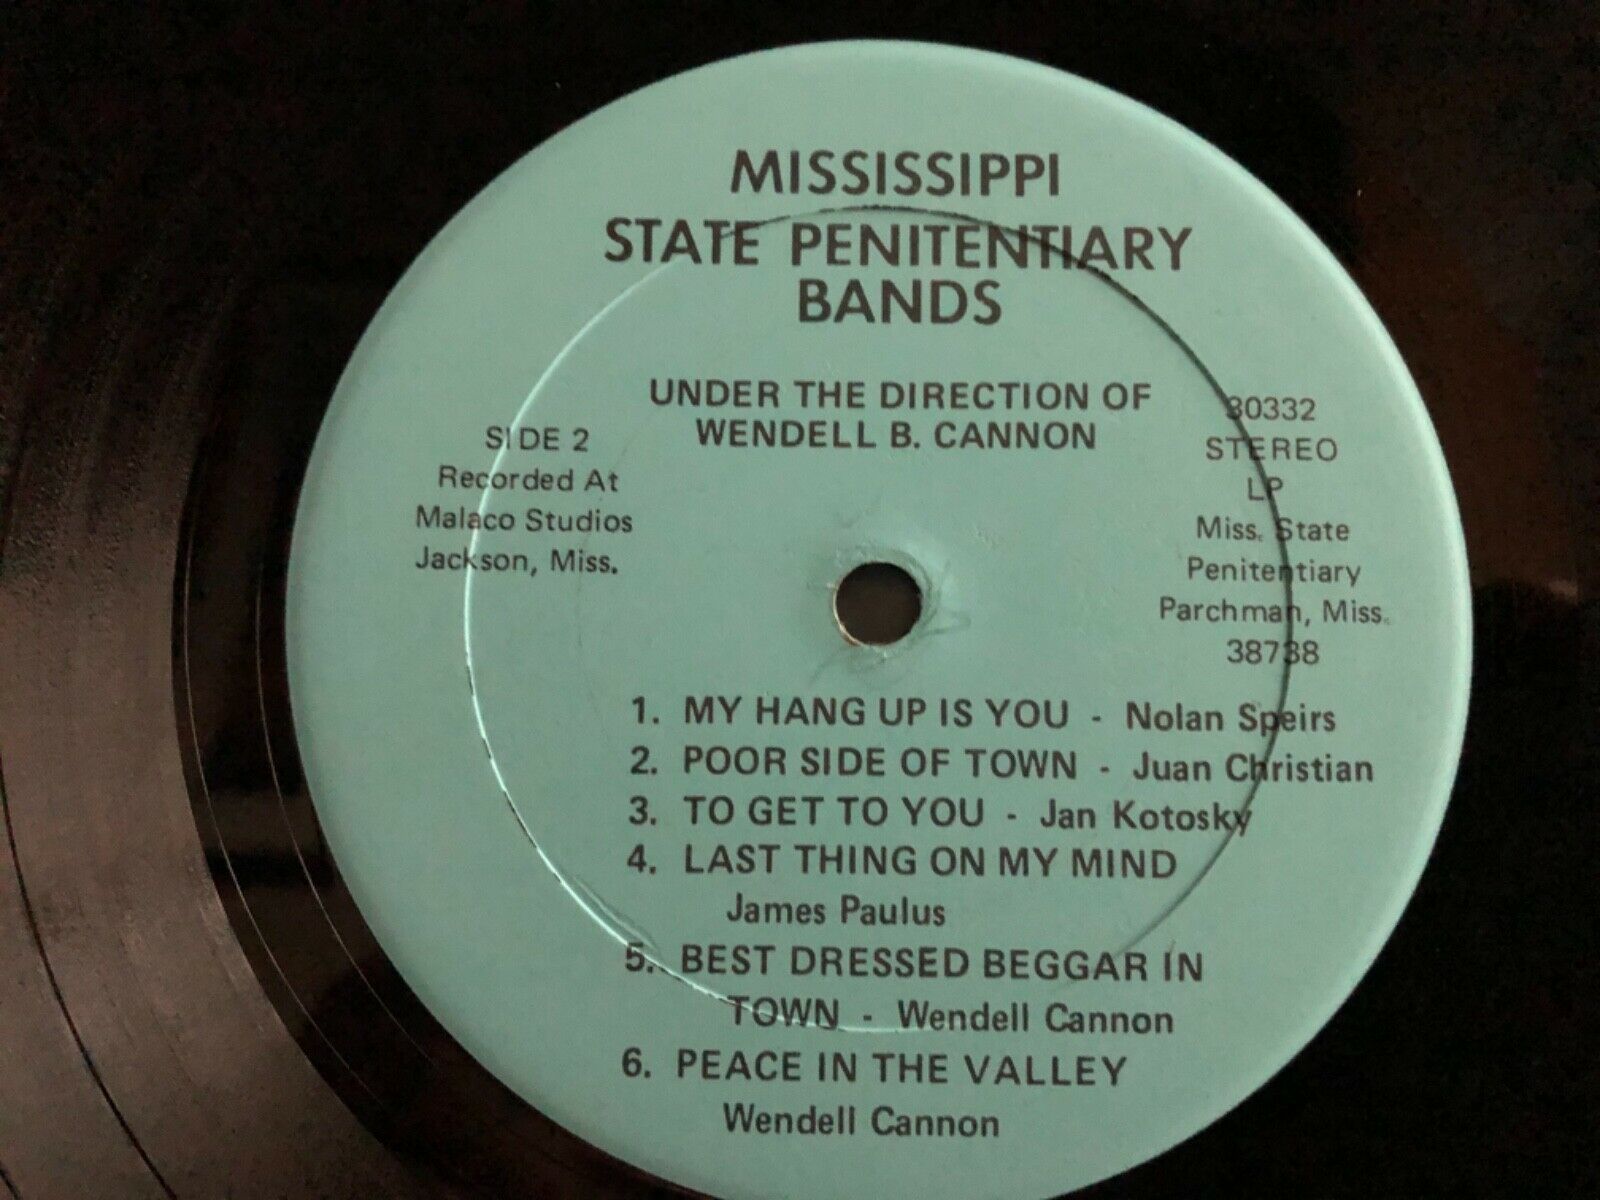 MISSISSIPPI
STATE PENITENTIARY
BANDS
UNDER THE DIRECTION OF
WENDELL B. CANNON
SIDE 2
Recorded At
Malaco Studios
Jackson, Miss.
30332
STEREO
LP
Miss. State
Penitentiary
Parchman, Miss.
38738
1. MY HANG UP IS YOU - Nolan Speirs
2. POOR SIDE OF TOWN - Juan Christian
3. TO GET TO YOU - Jan Kotosky
4. LAST THING ON MY MIND
James Paulus
5. BEST DRESSED BEGGAR IN
TOWN - Wendell Cannon
6. PEACE IN THE VALLEY
Wendell Cannon